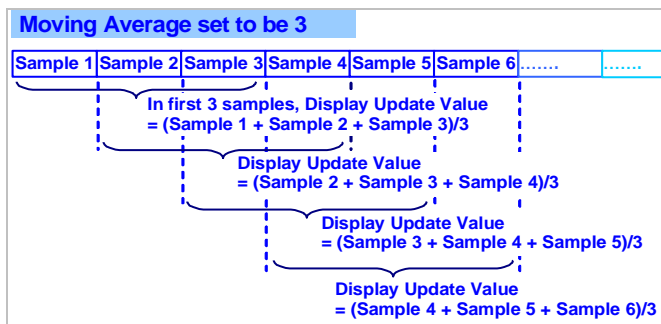 Moving Average set to be 3
Sample 1 Sample 2 Sample 3 Sample 4 Sample 5 Sample 6 ....... .......
In first 3 samples, Display Update Value
= (Sample 1 + Sample 2 + Sample 3)/3
Display Update Value
= (Sample 2 + Sample 3 + Sample 4)/3
Display Update Value
= (Sample 3 + Sample 4 + Sample 5)/3
Display Update Value
= (Sample 4 + Sample 5 + Sample 6)/3